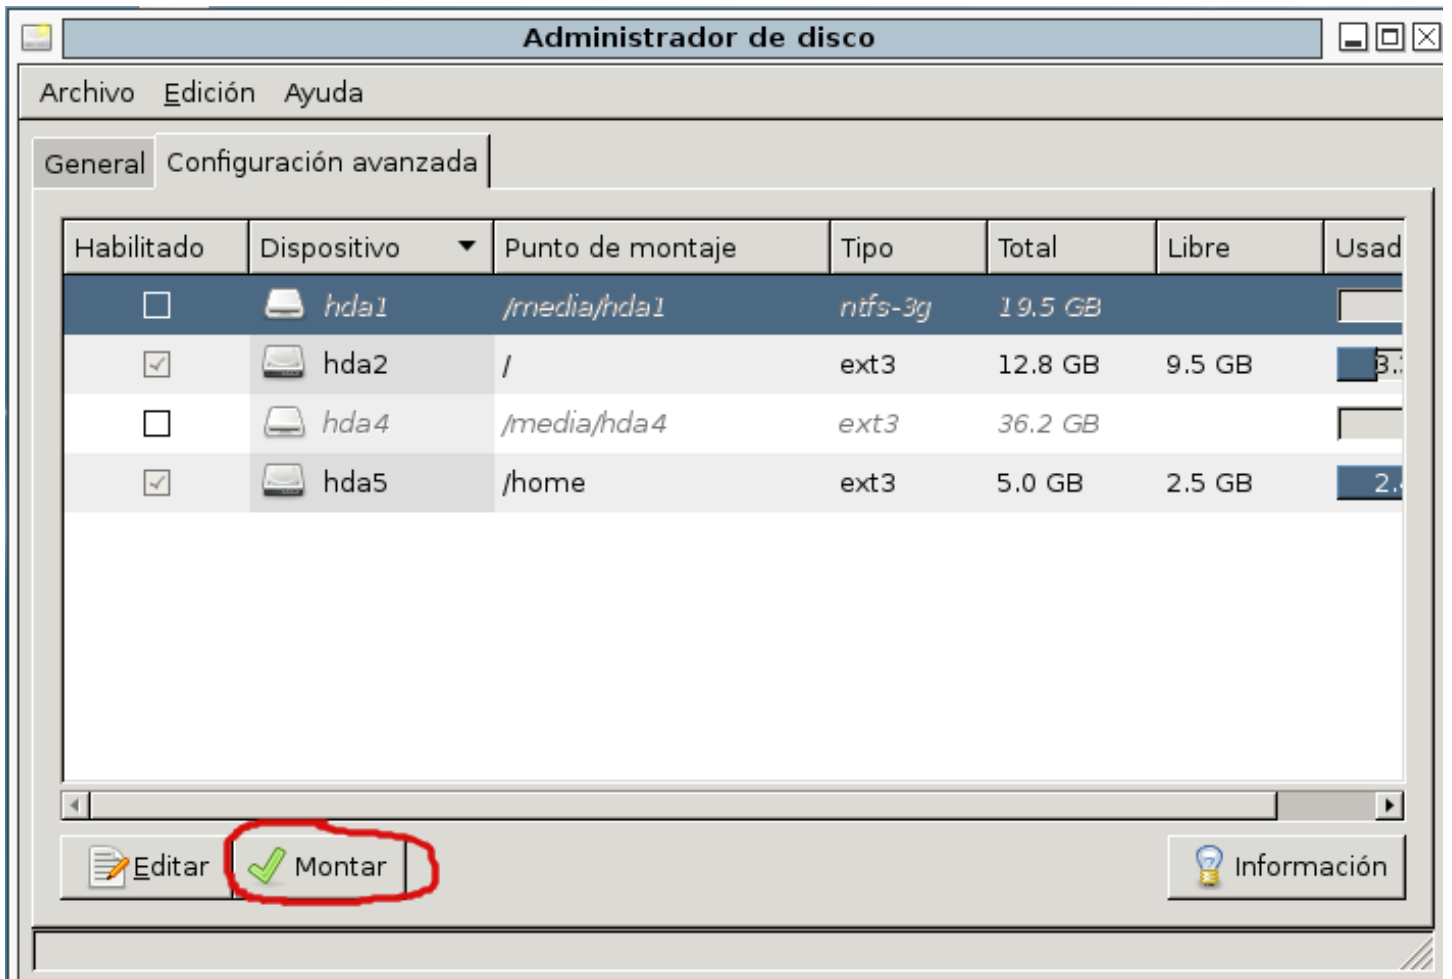 Administrador de disco
Archivo Edición Ayuda
General Configuración avanzada
Habilitado Dispositivo Punto de montaje Tipo Total Libre Usad
hda1 /media/hda1 ntfs-3g 19.5 GB
hda2 / ext3 12.8 GB 9.5 GB
hda4 /media/hda4 ext3 36.2 GB
hda5 /home ext3 5.0 GB 2.5 GB
Editar Montar Información